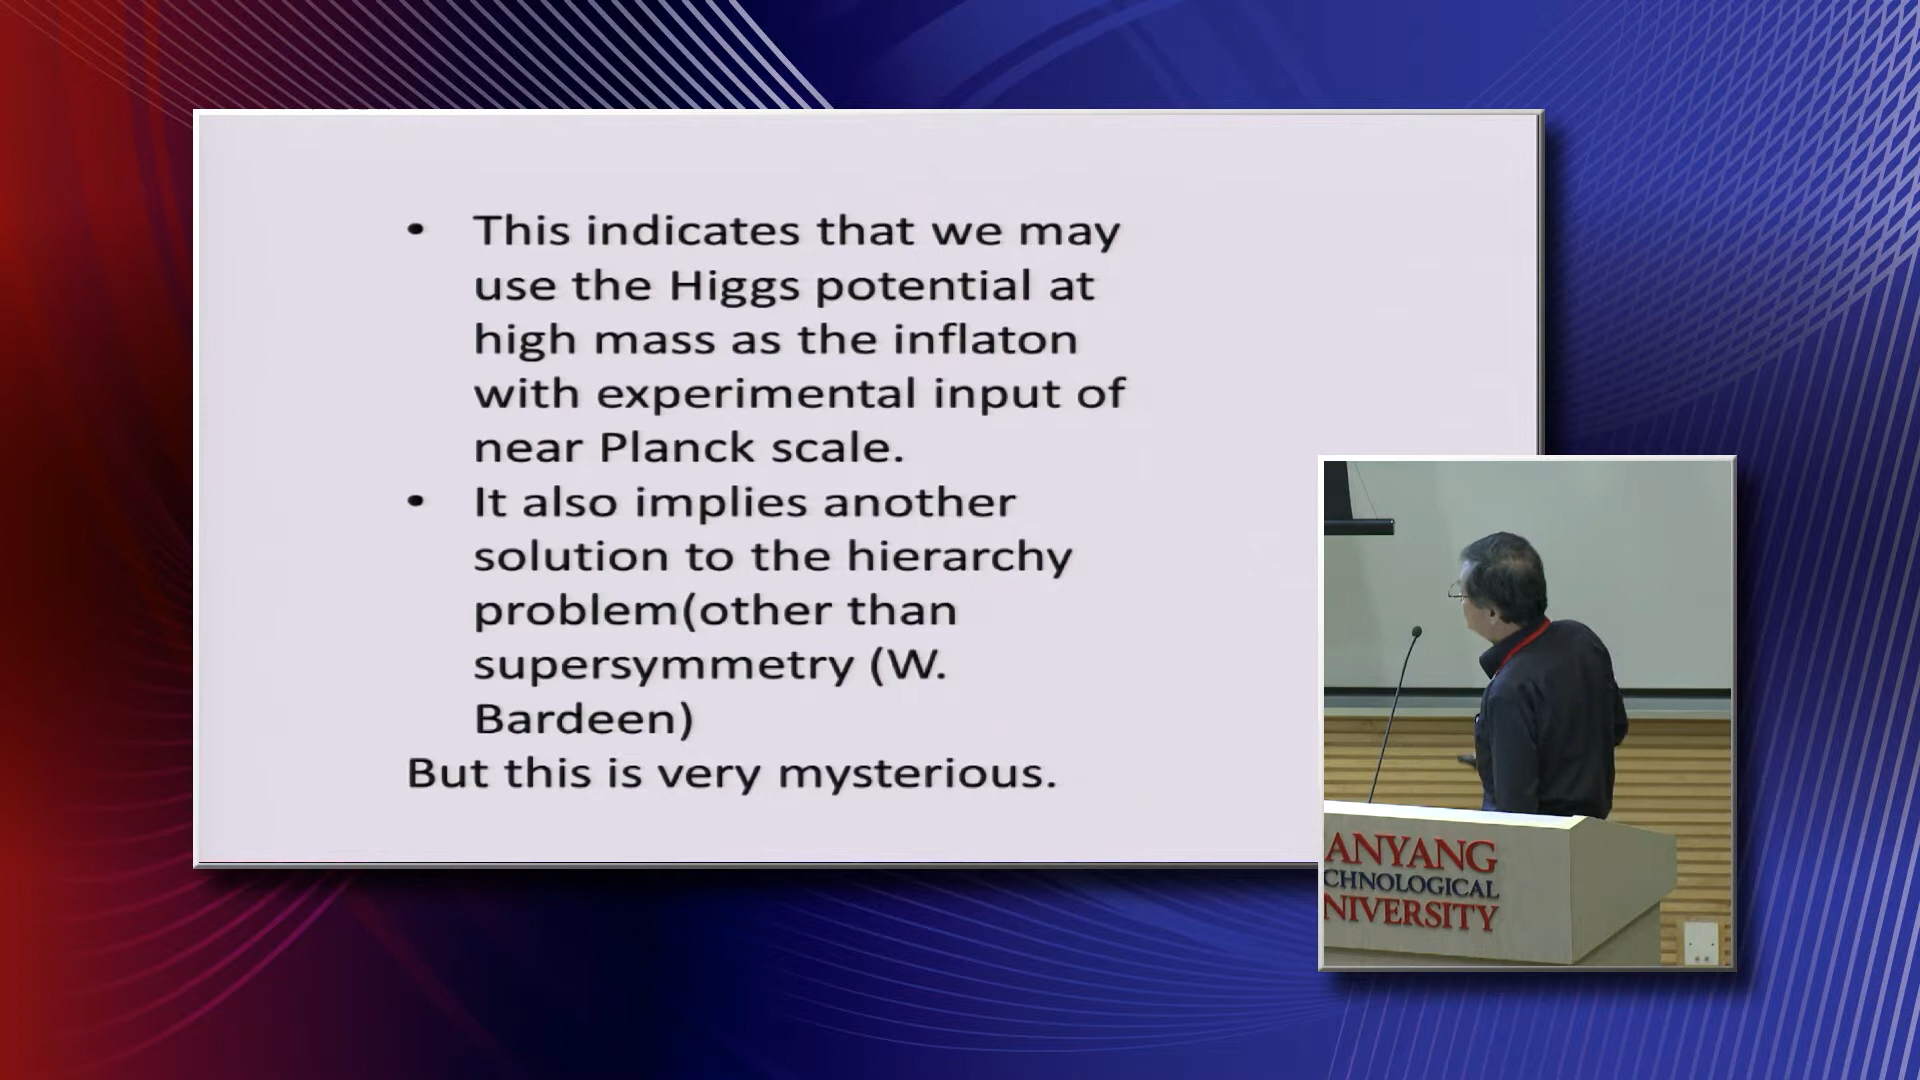 • This indicates that we may
use the Higgs potential at
high mass as the inflaton
with experimental input of
near Planck scale.
• It also implies another
solution to the hierarchy
problem(other than
supersymmetry (W.
Bardeen)
But this is very mysterious.
ANYANG
CHNOLOGICAL
NIVERSITY